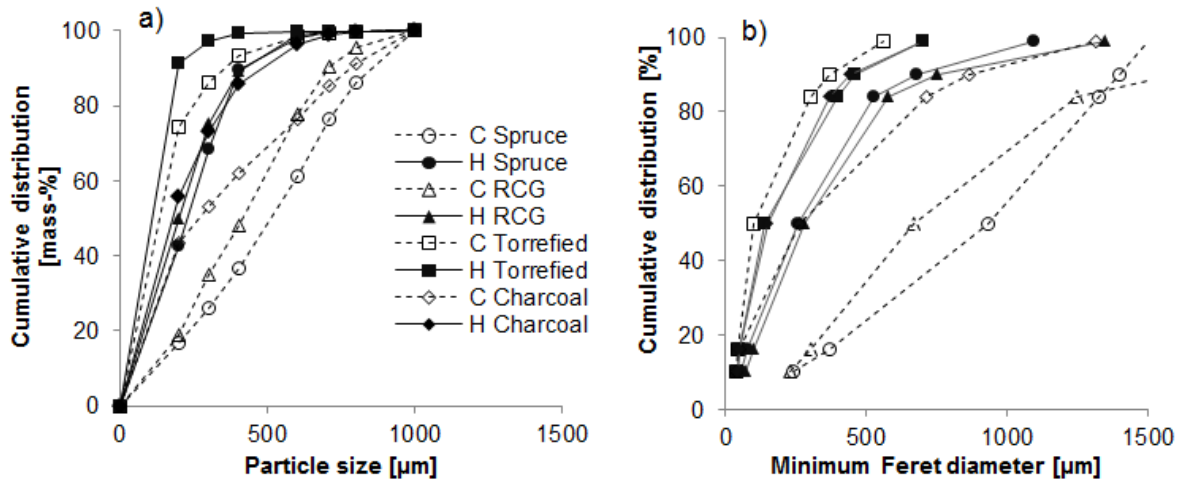 a)
Cumulative distribution
[mass-%]
100
80
60
40
20
0
0
500
1000
1500
Particle size [µm]
C Spruce
H Spruce
C RCG
H RCG
C Torrefied
H Torrefied
C Charcoal
H Charcoal
b)
Cumulative distribution [%]
100
80
60
40
20
0
0
500
1000
1500
Minimum Feret diameter [µm]